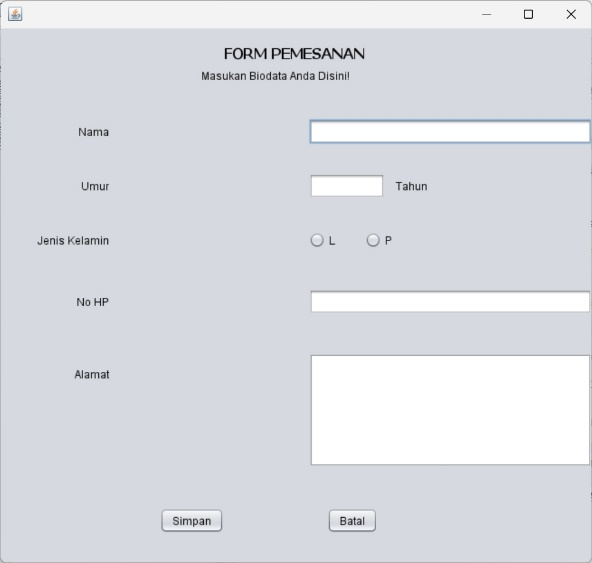 FORM PEMESANAN
Masukan Biodata Anda Disini!
Nama
Umur Tahun
Jenis Kelamin L P
No HP
Alamat
Simpan Batal